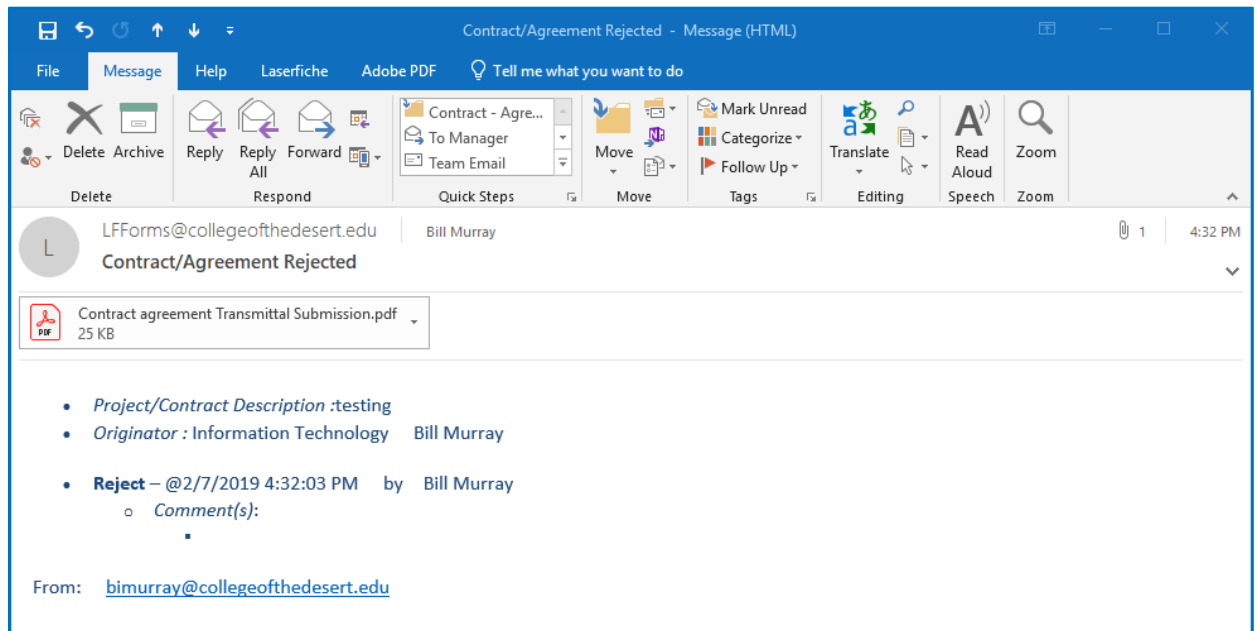 Contract/Agreement Rejected - Message (HTML)
File Message Help Laserfiche Adobe PDF Tell me what you want to do
Delete Archive Reply Reply All Forward Contract - Agre... To Manager Team Email Move Mark Unread Categorize Follow Up Translate Read Aloud Zoom
Delete Respond Quick Steps Move Tags Editing Speech Zoom
L LFForms@collegeofthedesert.edu Bill Murray 1 4:32 PM
Contract/Agreement Rejected
PDF Contract agreement Transmittal Submission.pdf
25 KB
• Project/Contract Description :testing
• Originator : Information Technology Bill Murray
• Reject – @2/7/2019 4:32:03 PM by Bill Murray
o Comment(s):
▪
From: bimurray@collegeofthedesert.edu